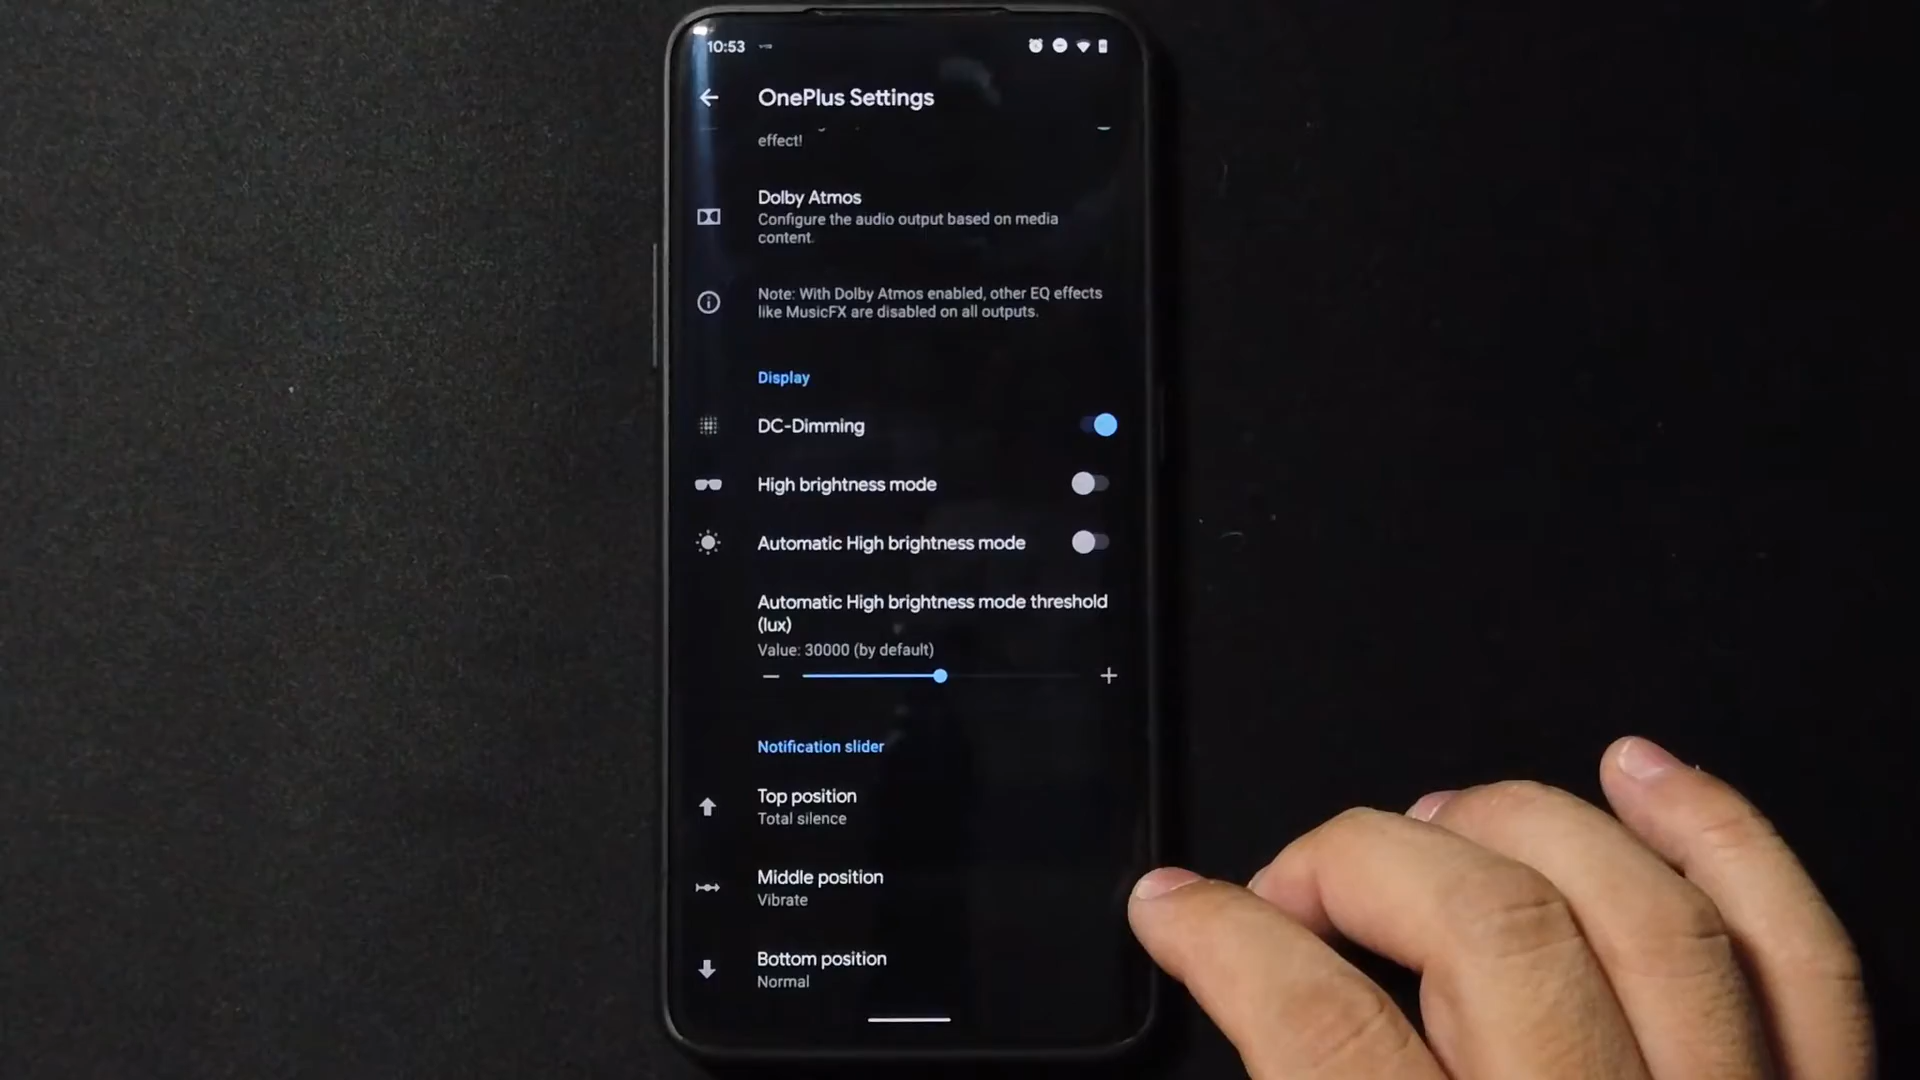 10:53
OnePlus Settings
effect!
Dolby Atmos
Configure the audio output based on media
content.
Note: With Dolby Atmos enabled, other EQ effects
like MusicFX are disabled on all outputs.
Display
DC-Dimming
High brightness mode
Automatic High brightness mode
Automatic High brightness mode threshold
(lux)
Value: 30000 (by default)
Notification slider
Top position
Total silence
Middle position
Vibrate
Bottom position
Normal